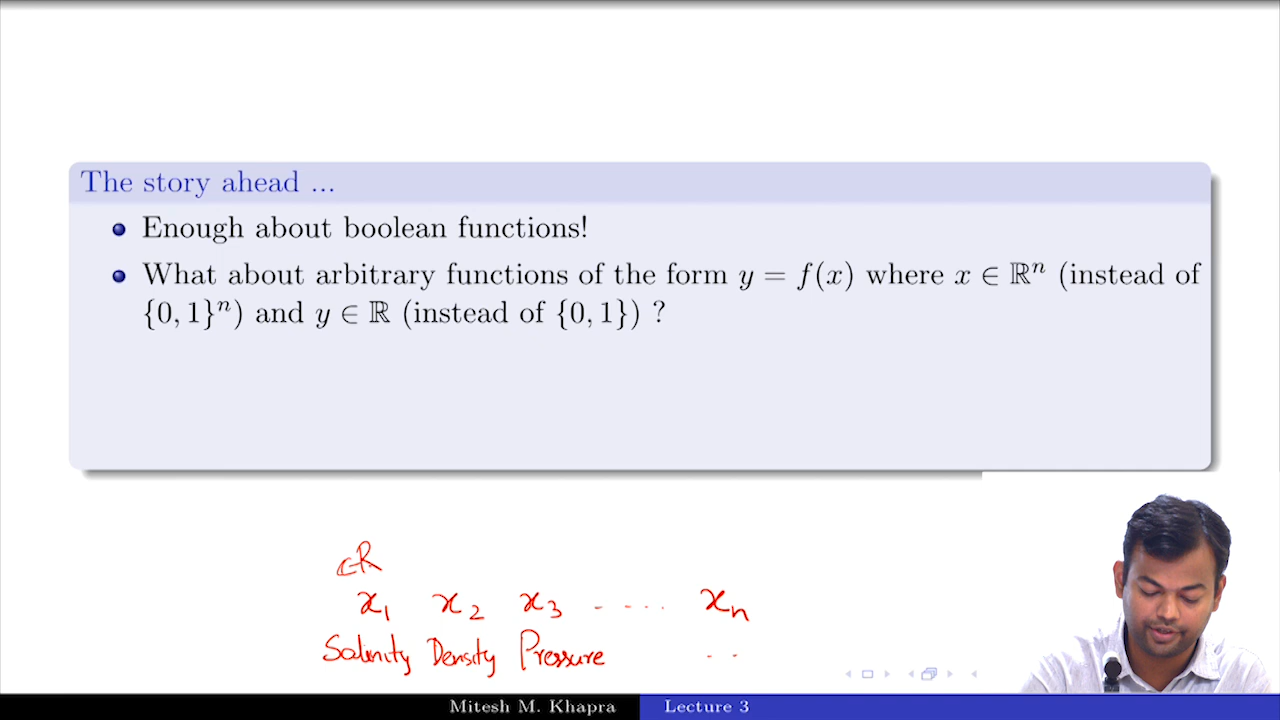 The story ahead ...
Enough about boolean functions!
What about arbitrary functions of the form y = f(x) where x ∈ ℝⁿ (instead of
{0, 1}ⁿ) and y ∈ ℝ (instead of {0, 1}) ?
∈R
x₁ x₂ x₃ ..... xₙ
Salinity Density Pressure ..
Mitesh M. Khapra Lecture 3